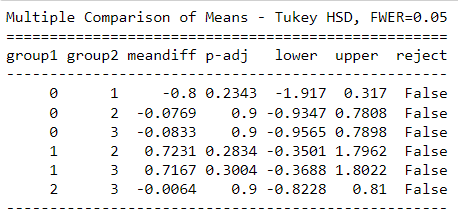 Multiple Comparison of Means - Tukey HSD, FWER=0.05
====================================================
group1 group2 meandiff p-adj   lower   upper  reject
----------------------------------------------------
     0      1     -0.8 0.2343  -1.917  0.317  False
     0      2  -0.0769    0.9 -0.9347 0.7808  False
     0      3  -0.0833    0.9 -0.9565 0.7898  False
     1      2   0.7231 0.2834 -0.3501 1.7962  False
     1      3   0.7167 0.3004 -0.3688 1.8022  False
     2      3  -0.0064    0.9 -0.8228   0.81  False
----------------------------------------------------